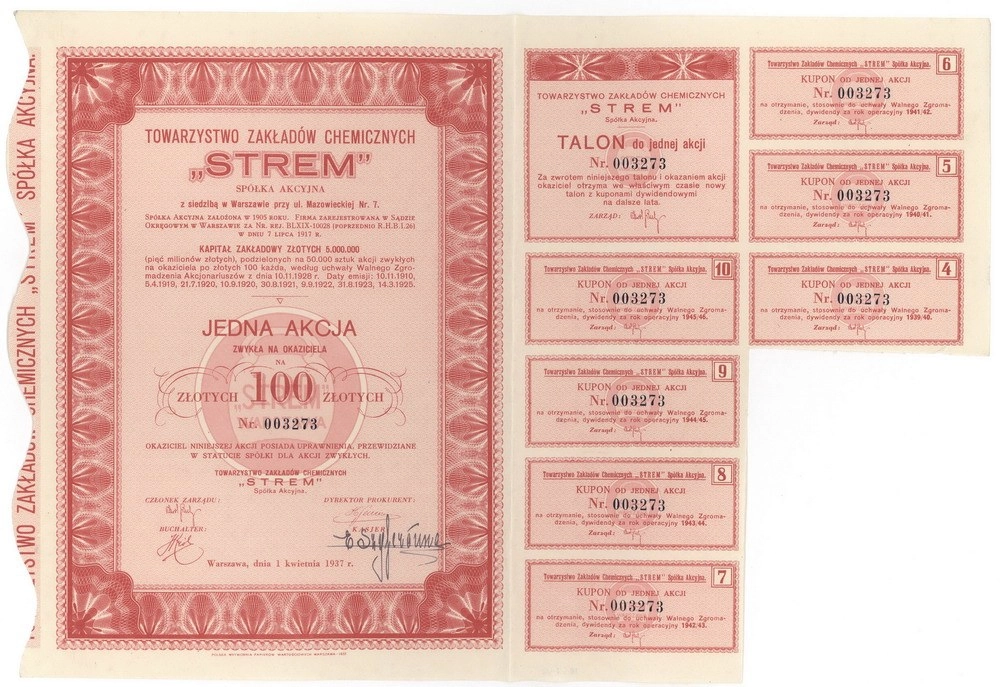 TOWARZYSTWO ZAKŁADÓW CHEMICZNYCH „STREM” SPÓŁKA AKCYJNA.
TOWARZYSTWO ZAKŁADÓW CHEMICZNYCH
„STREM”
SPÓŁKA AKCYJNA
z siedzibą w Warszawie przy ul. Mazowieckiej Nr. 7.
SPÓŁKA AKCYJNA ZAŁOŻONA W 1905 ROKU. FIRMA ZAREJESTROWANA W SĄDZIE
OKRĘGOWYM W WARSZAWIE ZA NR. REJ. BLXIX-10028 (POPRZEDNIO R.H.B.I.26)
W DNIU 7 LIPCA 1917 R.
KAPITAŁ ZAKŁADOWY ZŁOTYCH 5.000.000
(pięć milionów złotych), podzielonych na 50.000 sztuk akcji zwykłych
na okaziciela po złotych 100 każda, według uchwały Walnego Zgro-
madzenia Akcjonariuszów z dnia 10.11.1928 r. Daty emisji: 10.11.1910,
5.4.1919, 21.7.1920, 10.9.1920, 30.8.1921, 9.9.1922, 31.8.1923, 14.3.1925.
JEDNA AKCJA
ZWYKŁA NA OKAZICIELA
NA
ZŁOTYCH 100 ZŁOTYCH
Nr. 003273
OKAZICIEL NINIEJSZEJ AKCJI POSIADA UPRAWNIENIA, PRZEWIDZIANE
W STATUCIE SPÓŁKI DLA AKCJI ZWYKŁYCH.
TOWARZYSTWO ZAKŁADÓW CHEMICZNYCH
„STREM”
Spółka Akcyjna.
CZŁONEK ZARZĄDU: DYREKTOR PROKURENT:
BUCHALTER: KASJER
Warszawa, dnia 1 kwietnia 1937 r.
TOWARZYSTWO ZAKŁADÓW CHEMICZNYCH
„STREM”
Spółka Akcyjna.
TALON do jednej akcji
Nr. 003273
Za zwrotem niniejszego talonu i okazaniem akcji
okaziciel otrzyma we właściwym czasie nowy
talon z kuponami dywidendowymi
na dalsze lata.
ZARZĄD:
Towarzystwo Zakładów Chemicznych „STREM” Spółka Akcyjna. 10
KUPON OD JEDNEJ AKCJI
Nr. 003273
na otrzymanie, stosownie do uchwały Walnego Zgroma-
dzenia, dywidendy za rok operacyjny 1945/46.
Zarząd:
Towarzystwo Zakładów Chemicznych „STREM” Spółka Akcyjna. 9
KUPON OD JEDNEJ AKCJI
Nr. 003273
na otrzymanie, stosownie do uchwały Walnego Zgroma-
dzenia, dywidendy za rok operacyjny 1944/45.
Zarząd:
Towarzystwo Zakładów Chemicznych „STREM” Spółka Akcyjna. 8
KUPON OD JEDNEJ AKCJI
Nr. 003273
na otrzymanie, stosownie do uchwały Walnego Zgroma-
dzenia, dywidendy za rok operacyjny 1943/44.
Zarząd:
Towarzystwo Zakładów Chemicznych „STREM” Spółka Akcyjna. 7
KUPON OD JEDNEJ AKCJI
Nr. 003273
na otrzymanie, stosownie do uchwały Walnego Zgroma-
dzenia, dywidendy za rok operacyjny 1942/43.
Zarząd:
Towarzystwo Zakładów Chemicznych „STREM” Spółka Akcyjna. 6
KUPON OD JEDNEJ AKCJI
Nr. 003273
na otrzymanie, stosownie do uchwały Walnego Zgroma-
dzenia, dywidendy za rok operacyjny 1941/42.
Zarząd:
Towarzystwo Zakładów Chemicznych „STREM” Spółka Akcyjna. 5
KUPON OD JEDNEJ AKCJI
Nr. 003273
na otrzymanie, stosownie do uchwały Walnego Zgroma-
dzenia, dywidendy za rok operacyjny 1940/41.
Zarząd:
Towarzystwo Zakładów Chemicznych „STREM” Spółka Akcyjna. 4
KUPON OD JEDNEJ AKCJI
Nr. 003273
na otrzymanie, stosownie do uchwały Walnego Zgroma-
dzenia, dywidendy za rok operacyjny 1939/40.
Zarząd: